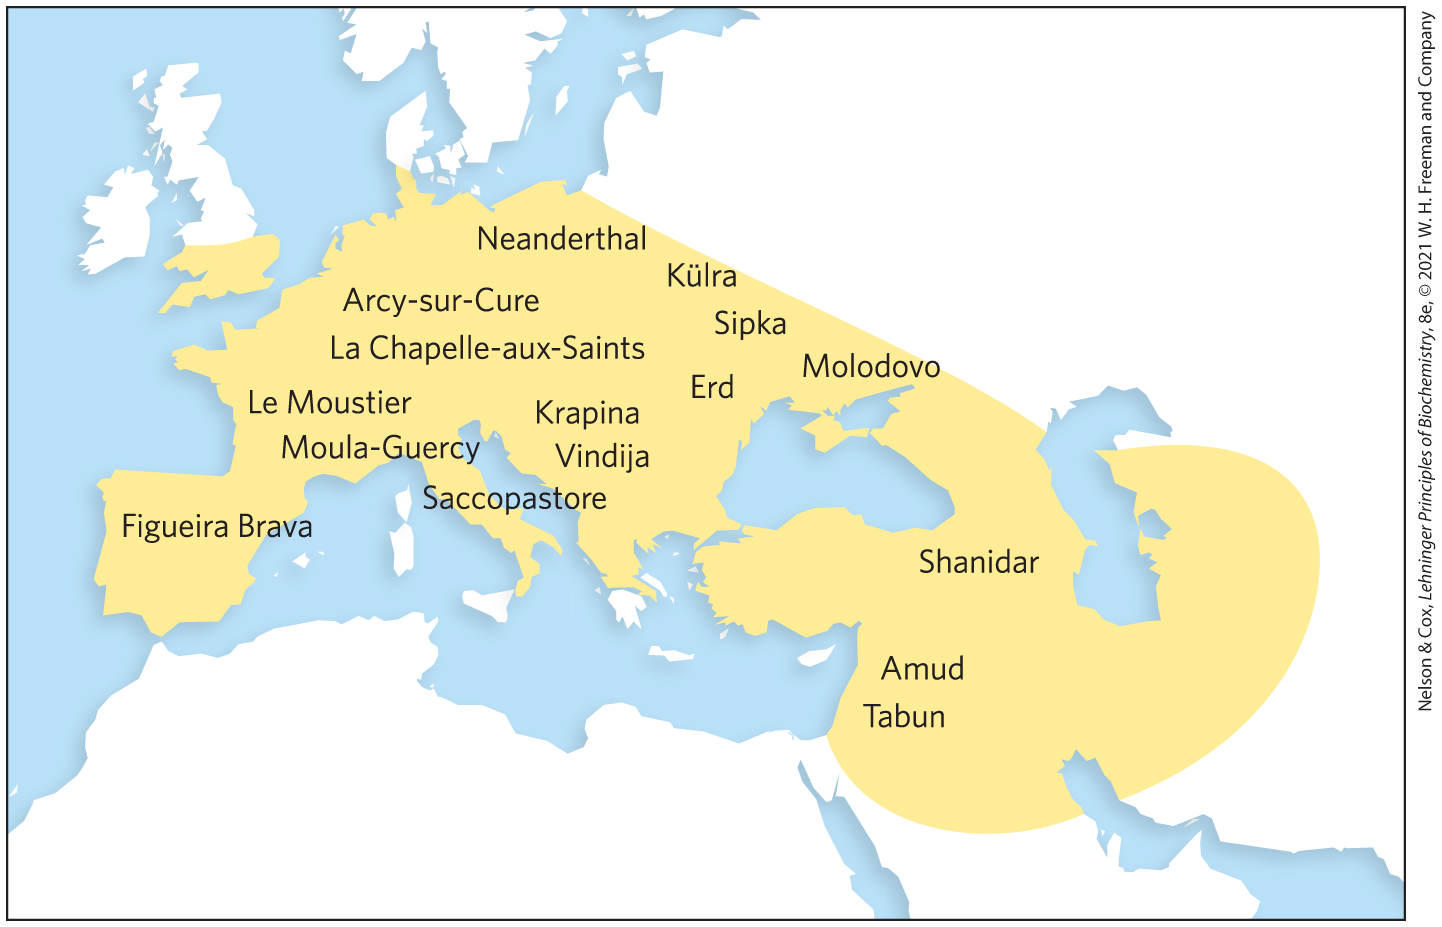 Neanderthal
Külra
Arcy-sur-Cure
Sipka
La Chapelle-aux-Saints
Molodovo
Erd
Le Moustier
Krapina
Moula-Guercy
Vindija
Saccopastore
Figueira Brava
Shanidar
Amud
Tabun
Nelson & Cox, Lehninger Principles of Biochemistry, 8e, © 2021 W. H. Freeman and Company